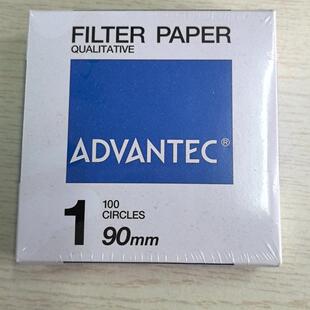 FILTER PAPER
QUALITATIVE
ADVANTEC®
1
100
CIRCLES
90mm